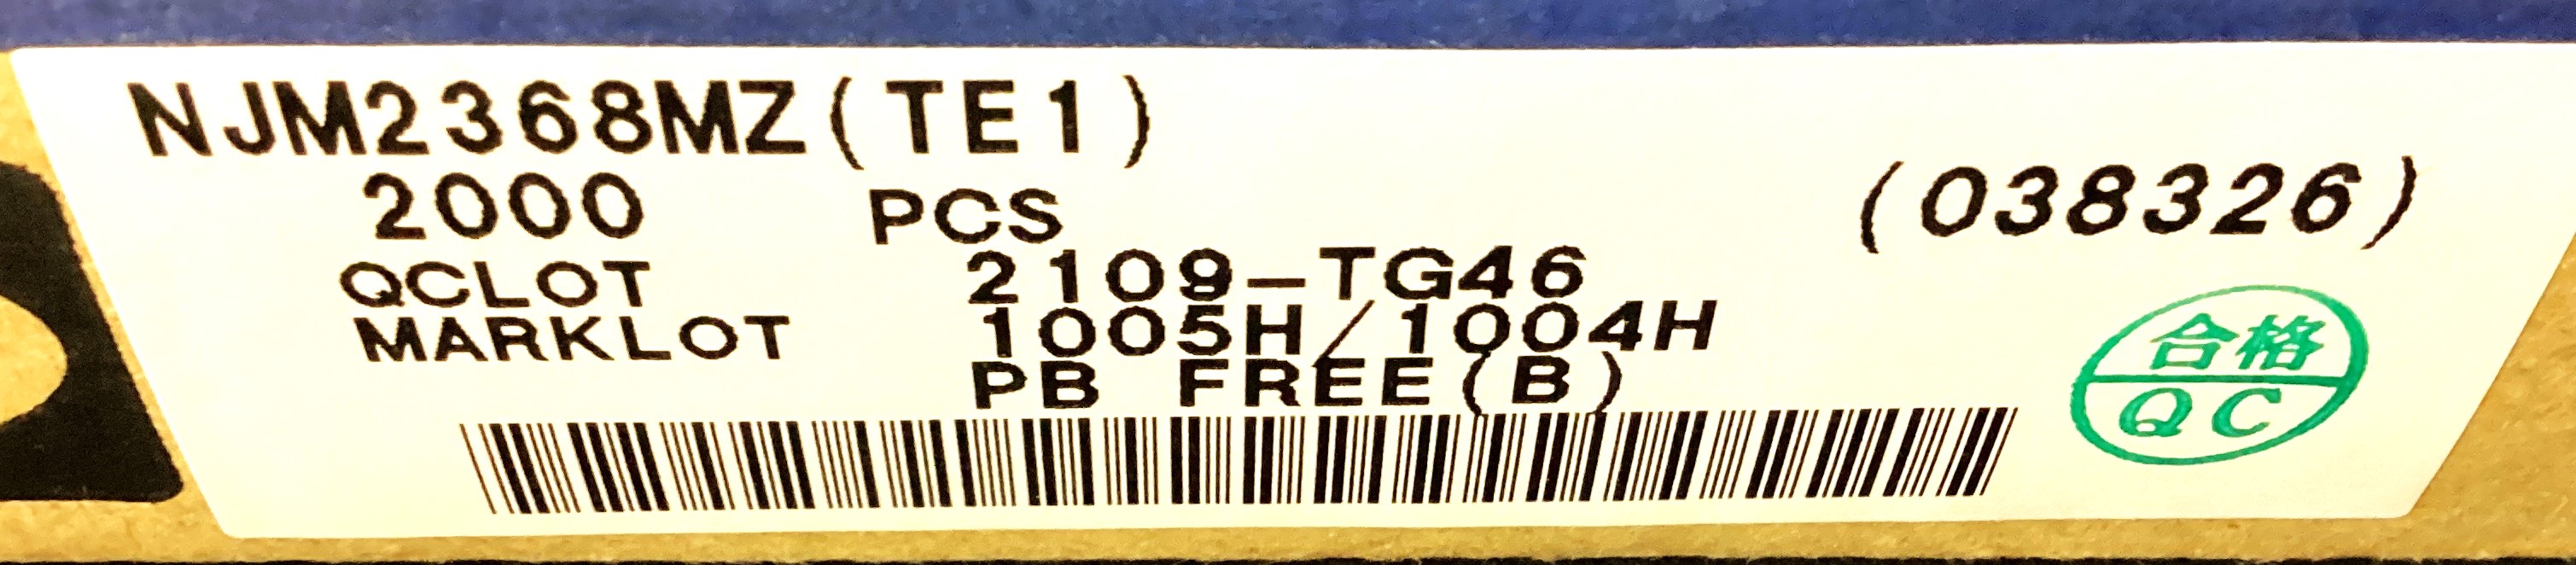 NJM2368MZ(TE1)
2000 PCS (038326)
QCLOT 2109-TG46
MARKLOT 1005H/1004H
PB FREE(B)
合格
QC